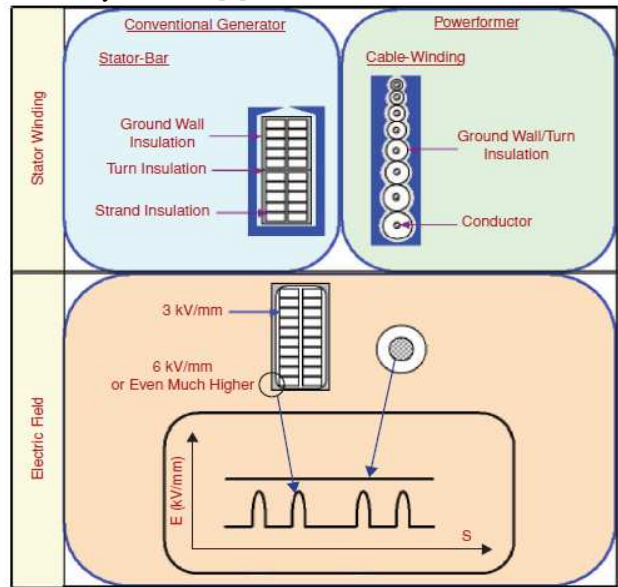 Conventional Generator
Stator-Bar
Ground Wall
Insulation
Turn Insulation
Strand Insulation
Powerformer
Cable-Winding
Ground Wall/Turn
Insulation
Conductor
Stator Winding
3 kV/mm
6 kV/mm
or Even Much Higher
E (kV/mm)
S
Electric Field